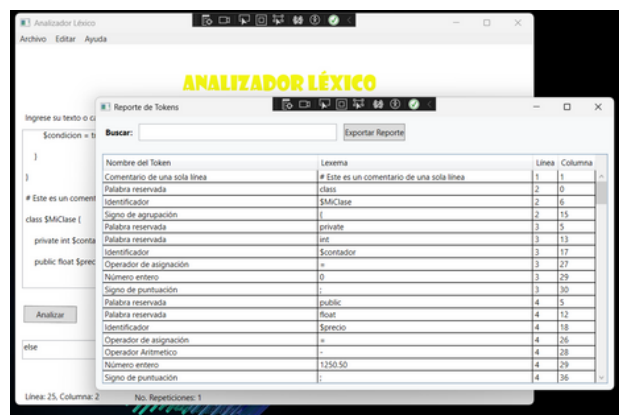 Analizador Léxico
Archivo Editar Ayuda
ANALIZADOR LÉXICO
Ingrese su texto o ca
$condicion = tr
}
}
# Este es un coment
class $MiClase {
private int $conta
public float $prec
Analizar
else
Línea: 25, Columna: 2 No. Repeticiones: 1
Reporte de Tokens
Buscar: Exportar Reporte
Nombre del Token Lexema Línea Columna
Comentario de una sola línea # Este es un comentario de una sola línea 1 1
Palabra reservada class 2 0
Identificador $MiClase 2 6
Signo de agrupación { 2 15
Palabra reservada private 3 5
Palabra reservada int 3 13
Identificador $contador 3 17
Operador de asignación = 3 27
Número entero 0 3 29
Signo de puntuación ; 3 30
Palabra reservada public 4 5
Palabra reservada float 4 12
Identificador $precio 4 18
Operador de asignación = 4 26
Operador Aritmetico - 4 28
Número entero 1250.50 4 29
Signo de puntuación ; 4 36